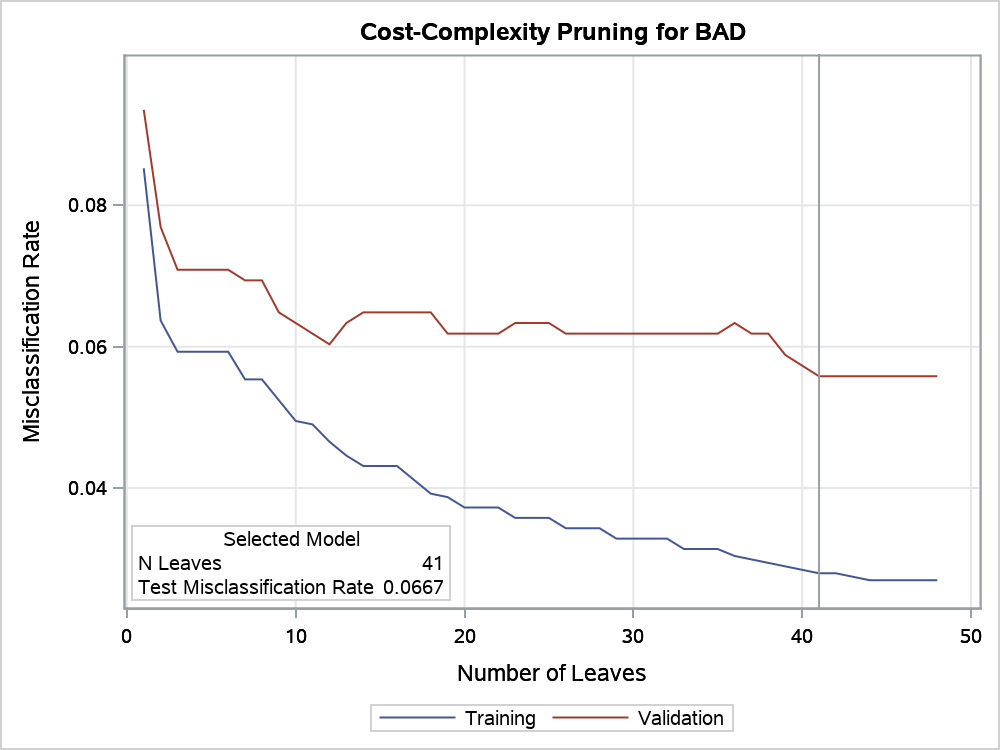 Cost-Complexity Pruning for BAD
Misclassification Rate
0.08
0.06
0.04
Selected Model
N Leaves 41
Test Misclassification Rate 0.0667
0 10 20 30 40 50
Number of Leaves
Training Validation